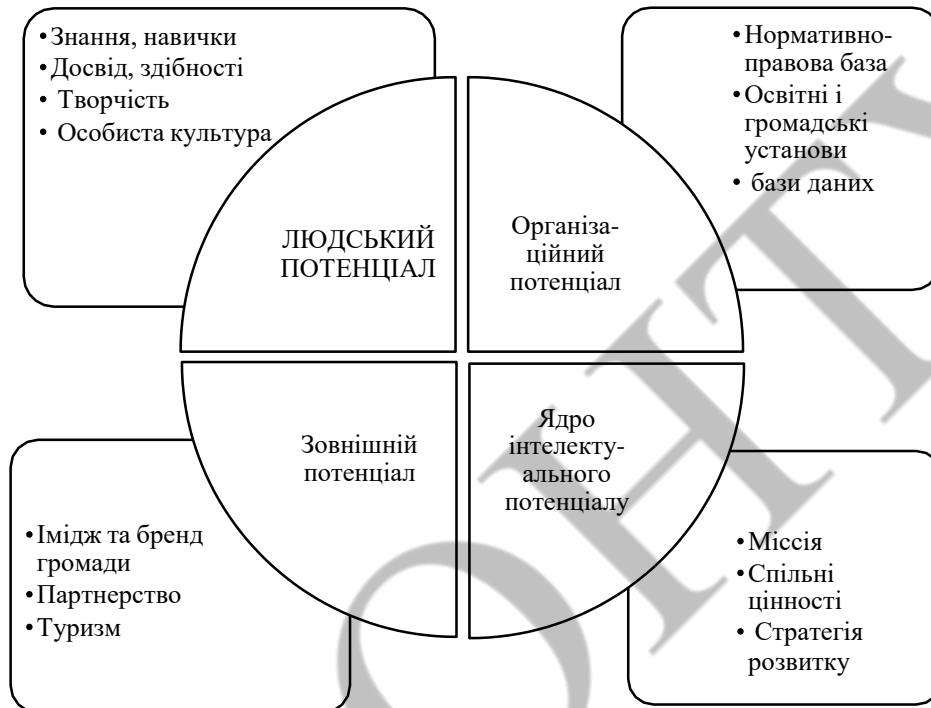 • Знання, навички
• Досвід, здібності
• Творчість
• Особиста культура
• Нормативно-
правова база
• Освітні і
громадські
установи
• бази даних
ЛЮДСЬКИЙ
ПОТЕНЦІАЛ
Організа-
ційний
потенціал
Зовнішній
потенціал
Ядро
інтелекту-
ального
потенціалу
• Імідж та бренд
громади
• Партнерство
• Туризм
• Міссія
• Спільні
цінності
• Стратегія
розвитку